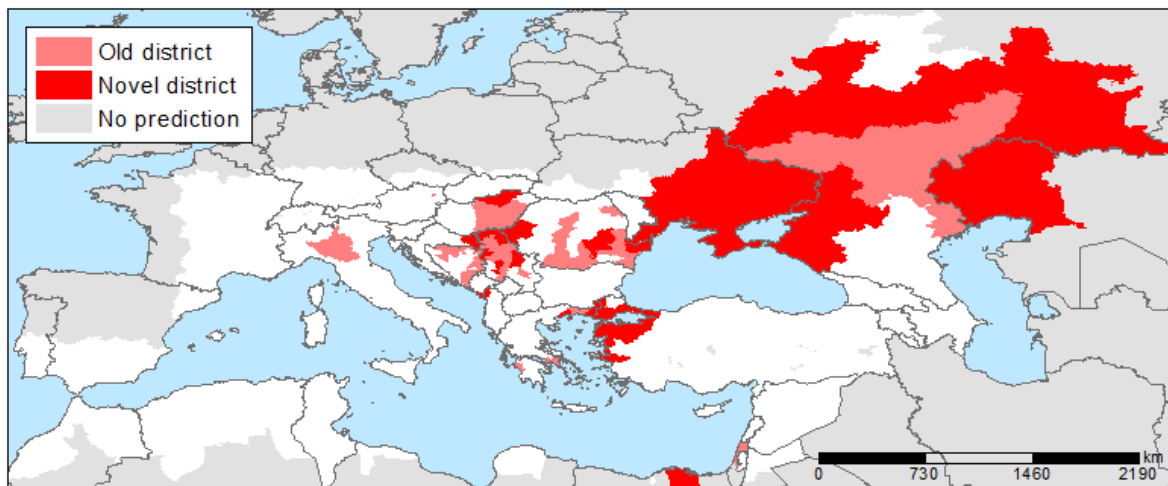 Old district
Novel district
No prediction
km
0 730 1460 2190